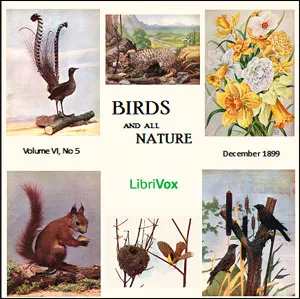 BIRDS
AND ALL
NATURE
Volume VI, No 5
December 1899
LibriVox